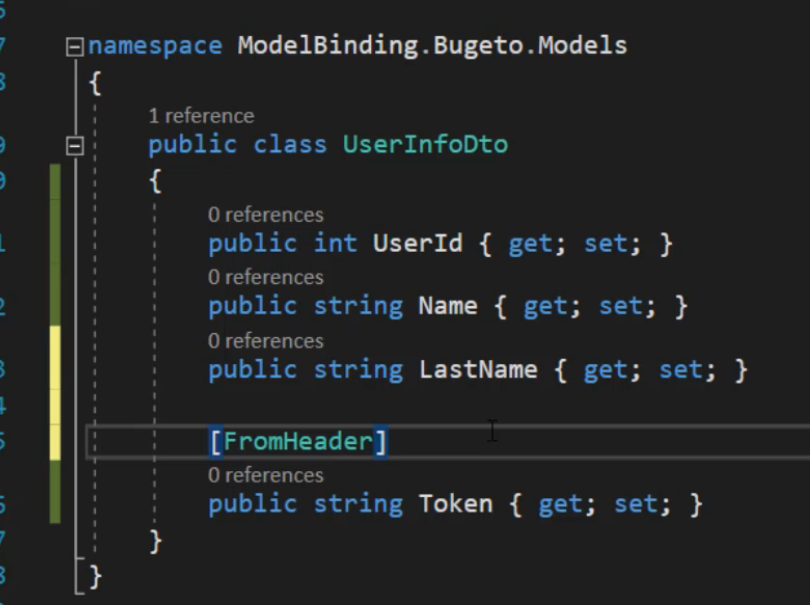 namespace ModelBinding.Bugeto.Models
{
1 reference
public class UserInfoDto
{
0 references
public int UserId { get; set; }
0 references
public string Name { get; set; }
0 references
public string LastName { get; set; }
[FromHeader]
0 references
public string Token { get; set; }
}
}